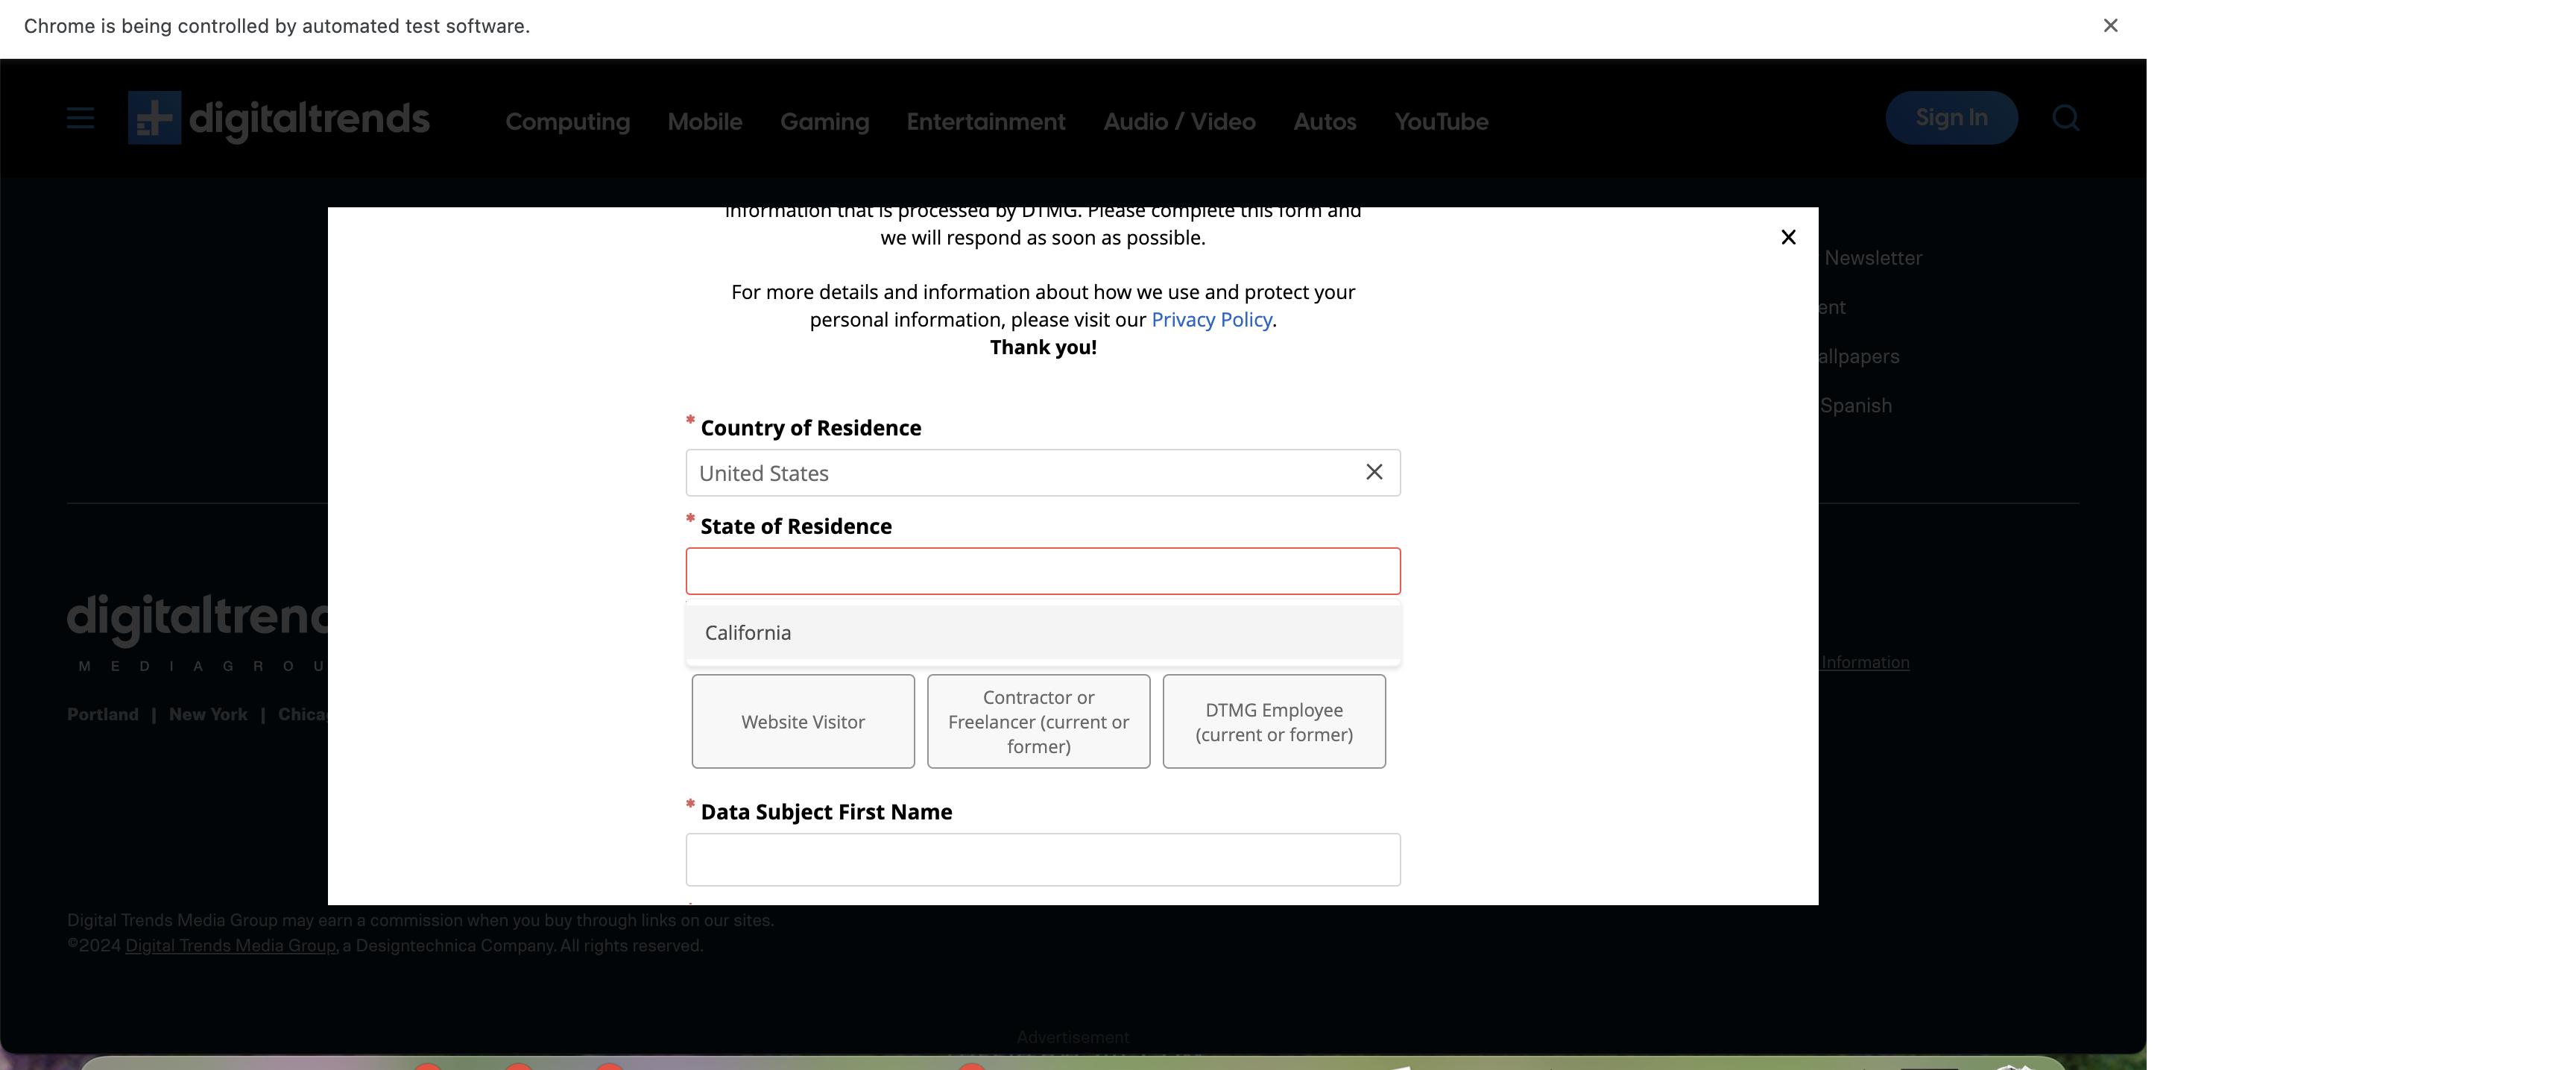 Chrome is being controlled by automated test software.
digitaltrends
Computing Mobile Gaming Entertainment Audio / Video Autos YouTube
Sign In
information that is processed by DTMG. Please complete this form and
we will respond as soon as possible.
For more details and information about how we use and protect your
personal information, please visit our Privacy Policy.
Thank you!
* Country of Residence
United States
* State of Residence
California
Website Visitor
Contractor or
Freelancer (current or
former)
DTMG Employee
(current or former)
* Data Subject First Name
Newsletter
ent
allpapers
Spanish
Information
digitaltrend
MEDIAGROU
Portland | New York | Chica
Digital Trends Media Group may earn a commission when you buy through links on our sites.
©2024 Digital Trends Media Group, a Designtechnica Company. All rights reserved.
Advertisement